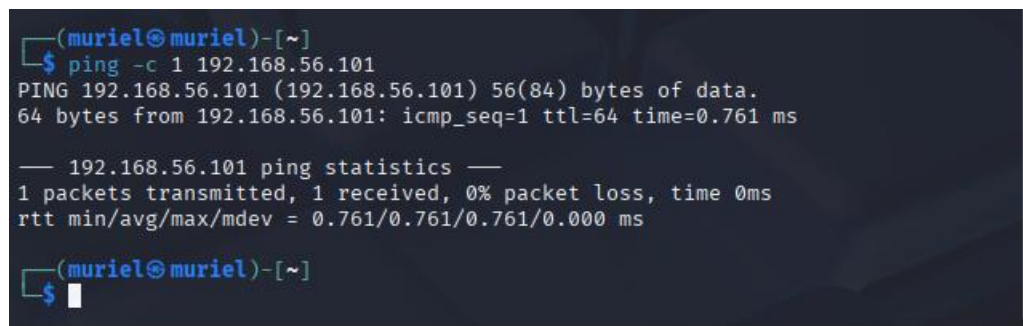 ┌──(muriel㉿muriel)-[~]
└─$ ping -c 1 192.168.56.101
PING 192.168.56.101 (192.168.56.101) 56(84) bytes of data.
64 bytes from 192.168.56.101: icmp_seq=1 ttl=64 time=0.761 ms
—— 192.168.56.101 ping statistics ——
1 packets transmitted, 1 received, 0% packet loss, time 0ms
rtt min/avg/max/mdev = 0.761/0.761/0.761/0.000 ms
┌──(muriel㉿muriel)-[~]
└─$